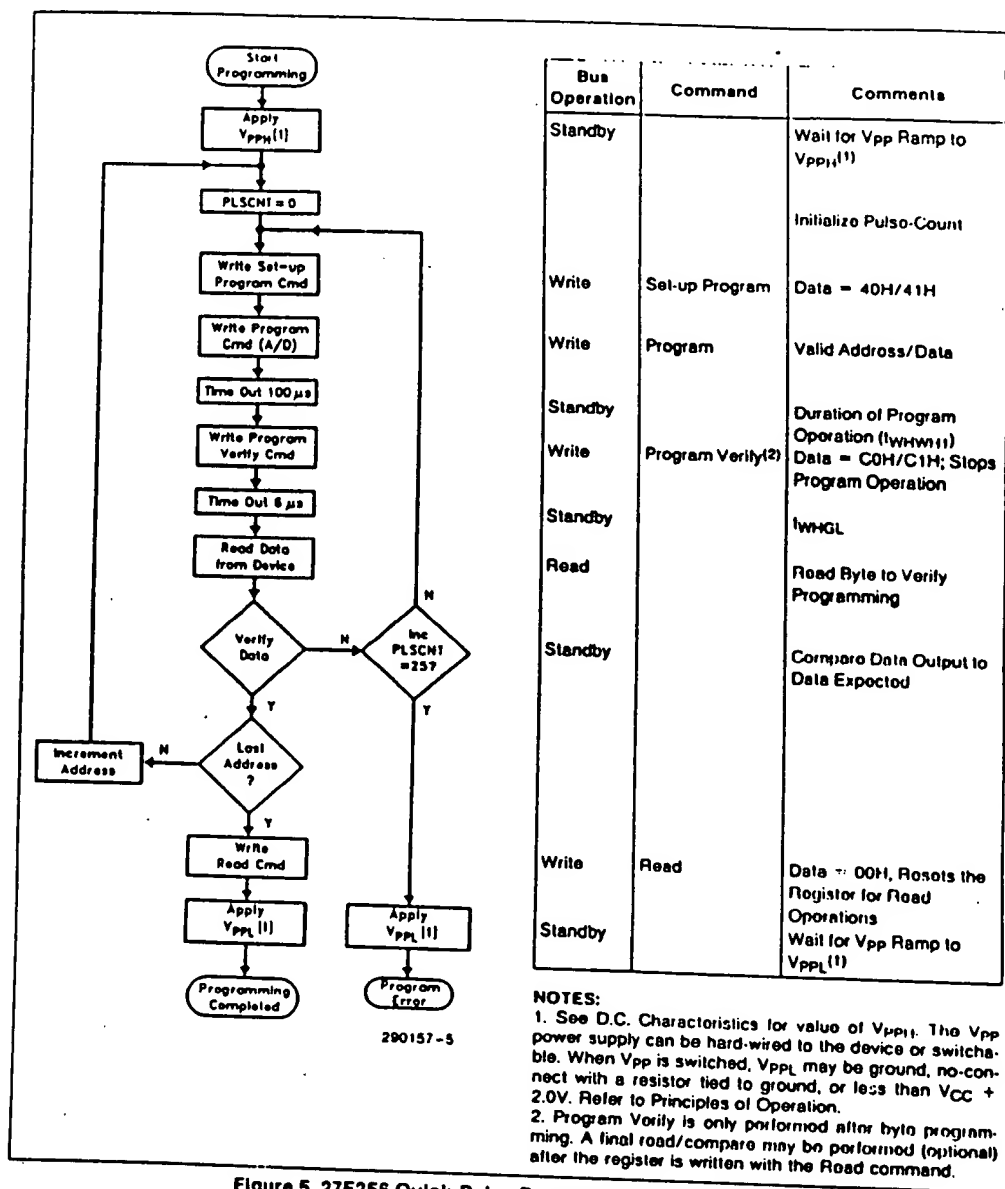 Start
Programming
Apply
VPPH[1]
PLSCNT = 0
Write Set-up
Program Cmd
Write Program
Cmd (A/D)
Time Out 100 µs
Write Program
Verify Cmd
Time Out 6 µs
Read Data
from Device
Verify
Data
N
Inc
PLSCNT
=25?
N
Y
Y
Last
Address
?
N
Increment
Address
Y
Write
Read Cmd
Apply
VPPL[1]
Programming
Completed
Apply
VPPL[1]
Program
Error
290157-5
Bus
Operation
Command
Comments
Standby
Wait for VPP Ramp to
VPPH(1)
Initialize Pulse-Count
Write
Set-up Program
Data = 40H/41H
Write
Program
Valid Address/Data
Standby
Duration of Program
Operation (tWHWH1)
Write
Program Verify(2)
Data = C0H/C1H; Stops
Program Operation
Standby
tWHGL
Read
Read Byte to Verify
Programming
Standby
Compare Data Output to
Data Expected
Write
Read
Data = 00H, Resets the
Register for Read
Operations
Standby
Wait for VPP Ramp to
VPPL(1)
NOTES:
1. See D.C. Characteristics for value of VPPH. The VPP
power supply can be hard-wired to the device or switcha-
ble. When VPP is switched, VPPL may be ground, no-con-
nect with a resistor tied to ground, or less than VCC +
2.0V. Refer to Principles of Operation.
2. Program Verify is only performed after byte program-
ming. A final read/compare may be performed (optional)
after the register is written with the Read command.